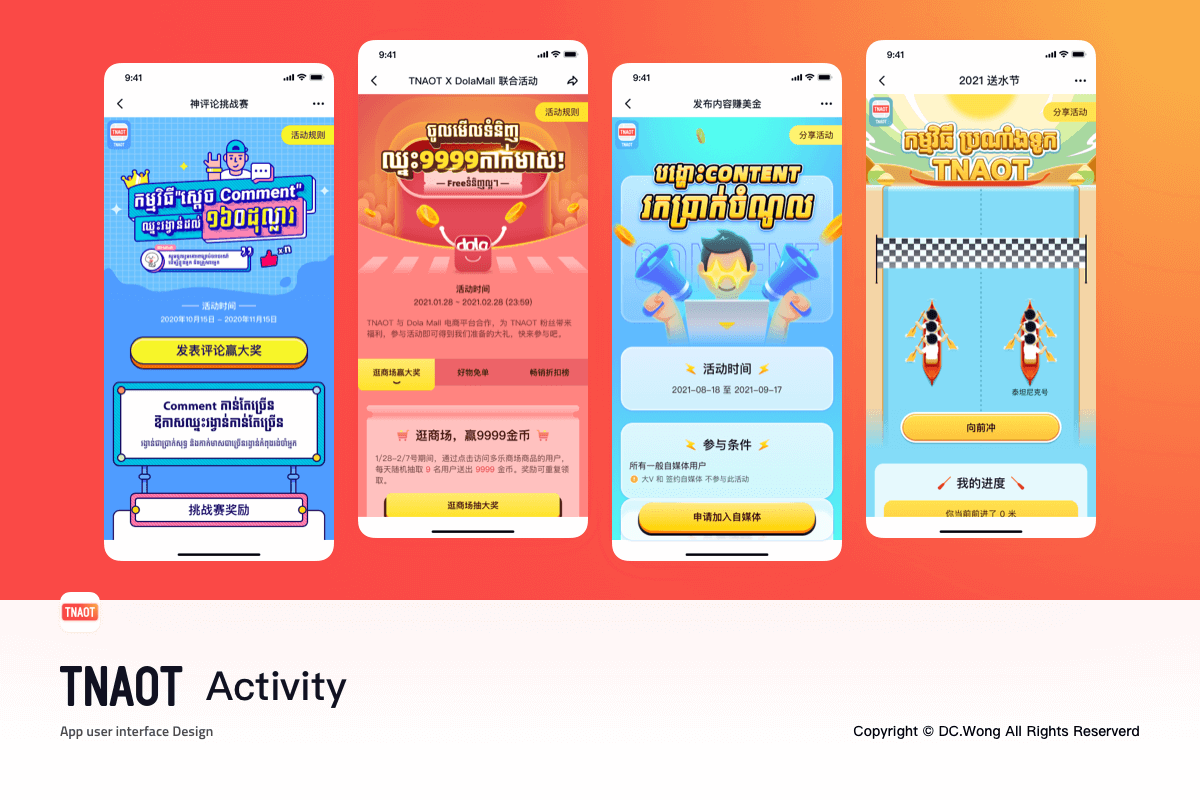 9:41
神评论挑战赛
TNAOT
TNAOT
活动规则
កម្មវិធី"ស្តេច Comment"
ឈ្នះរង្វាន់ដល់ ១៦០ដុល្លារ
活动时间
2020年10月15日 ~ 2020年11月15日
发表评论赢大奖
Comment កាន់តែច្រើន
ឱកាសឈ្នះរង្វាន់កាន់តែច្រើន
挑战赛奖励
9:41
TNAOT X DolaMall 联合活动
活动规则
ចូលមើលទំនិញ
ឈ្នះ9999កាក់មាស!
— Freeទំនិញល្អៗ —
dola
活动时间
2021.01.28 ~ 2021.02.28 (23:59)
TNAOT 与 Dola Mall 电商平台合作，为 TNAOT 粉丝带来
福利，参与活动即可得到我们准备的大礼，快来参与吧。
逛商场赢大奖
好物免单
畅销折扣榜
逛商场，赢9999金币
1/28~2/7号期间，通过点击访问多乐商场商品的用户，
每天随机抽取 9 名用户送出 9999 金币。奖励可重复领
取。
逛商场抽大奖
9:41
发布内容赚美金
TNAOT
TNAOT
分享活动
បង្ហោះCONTENT
រកប្រាក់ចំណូល
CONTENT
活动时间
2021-08-18 至 2021-09-17
参与条件
所有一般自媒体用户
大V 和 签约自媒体 不参与此活动
申请加入自媒体
9:41
2021 送水节
TNAOT
TNAOT
分享活动
កម្មវិធី ប្រណាំងទូក
TNAOT
泰坦尼克号
向前冲
我的进度
你当前前进了 0 米
TNAOT
TNAOT Activity
App user interface Design
Copyright © DC.Wong All Rights Reserverd